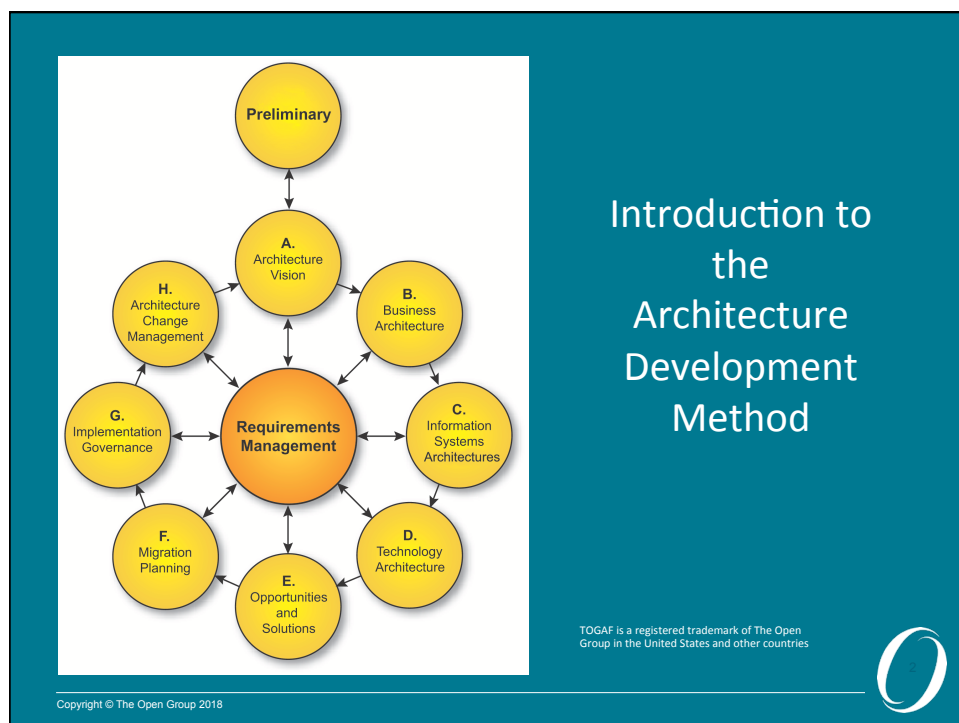 Preliminary
A.
Architecture
Vision
B.
Business
Architecture
C.
Information
Systems
Architectures
D.
Technology
Architecture
E.
Opportunities
and
Solutions
F.
Migration
Planning
G.
Implementation
Governance
H.
Architecture
Change
Management
Requirements
Management
Introduction to
the
Architecture
Development
Method
TOGAF is a registered trademark of The Open
Group in the United States and other countries
2
Copyright © The Open Group 2018